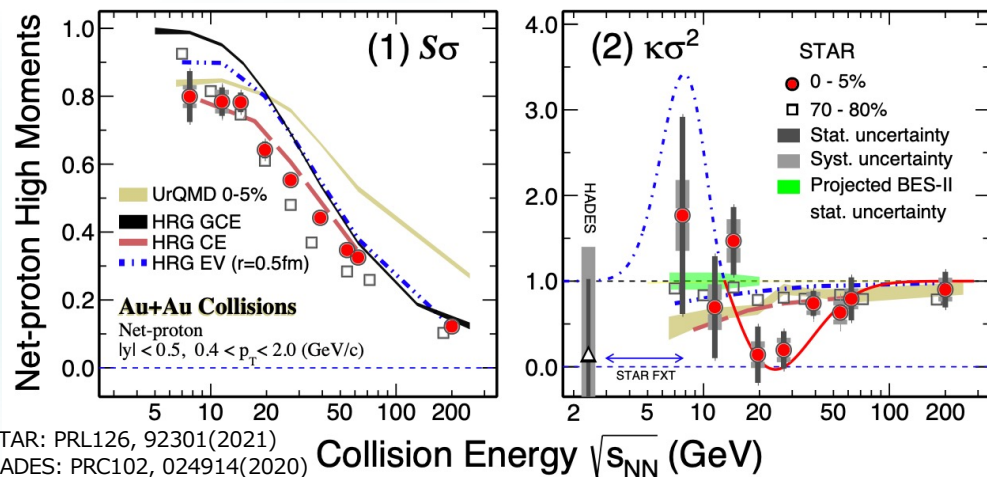 Net-proton High Moments
1.0
0.8
0.6
0.4
0.2
0.0
(1) Sσ
UrQMD 0-5%
HRG GCE
HRG CE
HRG EV (r=0.5fm)
Au+Au Collisions
Net-proton
|y| < 0.5, 0.4 < p_T < 2.0 (GeV/c)
5 10 20 50 100 200
4.0
3.0
2.0
1.0
0.0
(2) κσ²
STAR
0 - 5%
70 - 80%
Stat. uncertainty
Syst. uncertainty
Projected BES-II
stat. uncertainty
HADES
STAR FXT
2 5 10 20 50 100 200
TAR: PRL126, 92301(2021)
ADES: PRC102, 024914(2020)
Collision Energy √s_NN (GeV)